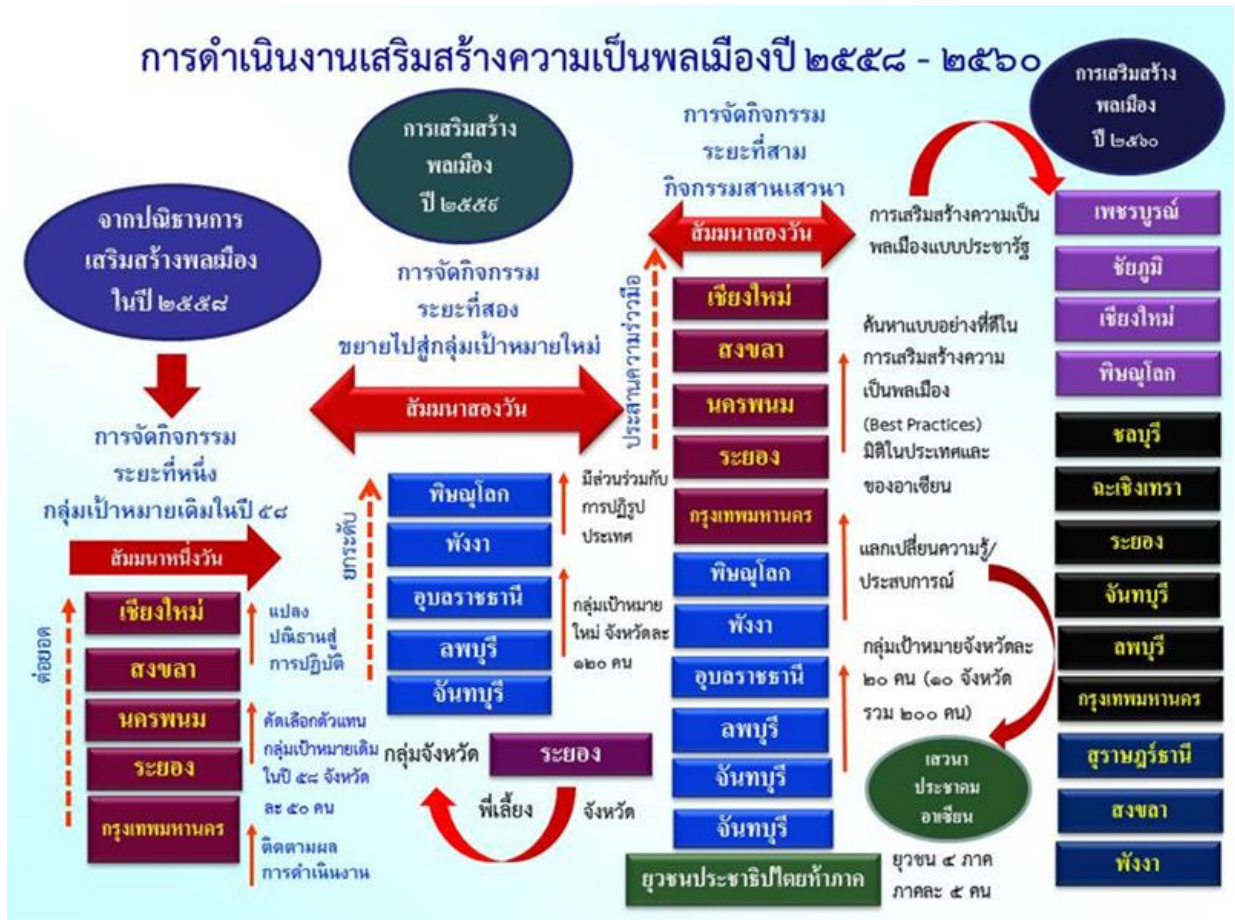 การดำเนินงานเสริมสร้างความเป็นพลเมืองปี ๒๕๕๘ - ๒๕๖๐
จากปณิธานการ
เสริมสร้างพลเมือง
ในปี ๒๕๕๘
การจัดกิจกรรม
ระยะที่หนึ่ง
กลุ่มเป้าหมายเดิมในปี ๕๘
สัมมนาหนึ่งวัน
ต่อยอด
เชียงใหม่
สงขลา
นครพนม
ระยอง
กรุงเทพมหานคร
แปลง
ปณิธานสู่
การปฏิบัติ
คัดเลือกตัวแทน
กลุ่มเป้าหมายเดิม
ในปี ๕๘ จังหวัด
ละ ๕๐ คน
ติดตามผล
การดำเนินงาน
การเสริมสร้าง
พลเมือง
ปี ๒๕๕๙
การจัดกิจกรรม
ระยะที่สอง
ขยายไปสู่กลุ่มเป้าหมายใหม่
สัมมนาสองวัน
ยกระดับ
พิษณุโลก
พังงา
อุบลราชธานี
ลพบุรี
จันทบุรี
มีส่วนร่วมกับ
การปฏิรูป
ประเทศ
กลุ่มเป้าหมาย
ใหม่ จังหวัดละ
๑๒๐ คน
กลุ่มจังหวัด
ระยอง
พี่เลี้ยง
จังหวัด
การจัดกิจกรรม
ระยะที่สาม
กิจกรรมสานเสวนา
สัมมนาสองวัน
ประสานความร่วมมือ
เชียงใหม่
สงขลา
นครพนม
ระยอง
กรุงเทพมหานคร
พิษณุโลก
พังงา
อุบลราชธานี
ลพบุรี
จันทบุรี
จันทบุรี
ยุวชนประชาธิปไตยห้าภาค
การเสริมสร้างความเป็น
พลเมืองแบบประชารัฐ
ค้นหาแบบอย่างที่ดีใน
การเสริมสร้างความ
เป็นพลเมือง
(Best Practices)
มิติในประเทศและ
ของอาเซียน
แลกเปลี่ยนความรู้/
ประสบการณ์
กลุ่มเป้าหมายจังหวัดละ
๒๐ คน (๑๐ จังหวัด
รวม ๒๐๐ คน)
เสวนา
ประชาคม
อาเซียน
ยุวชน ๔ ภาค
ภาคละ ๕ คน
การเสริมสร้าง
พลเมือง
ปี ๒๕๖๐
เพชรบูรณ์
ชัยภูมิ
เชียงใหม่
พิษณุโลก
ชลบุรี
ฉะเชิงเทรา
ระยอง
จันทบุรี
ลพบุรี
กรุงเทพมหานคร
สุราษฎร์ธานี
สงขลา
พังงา